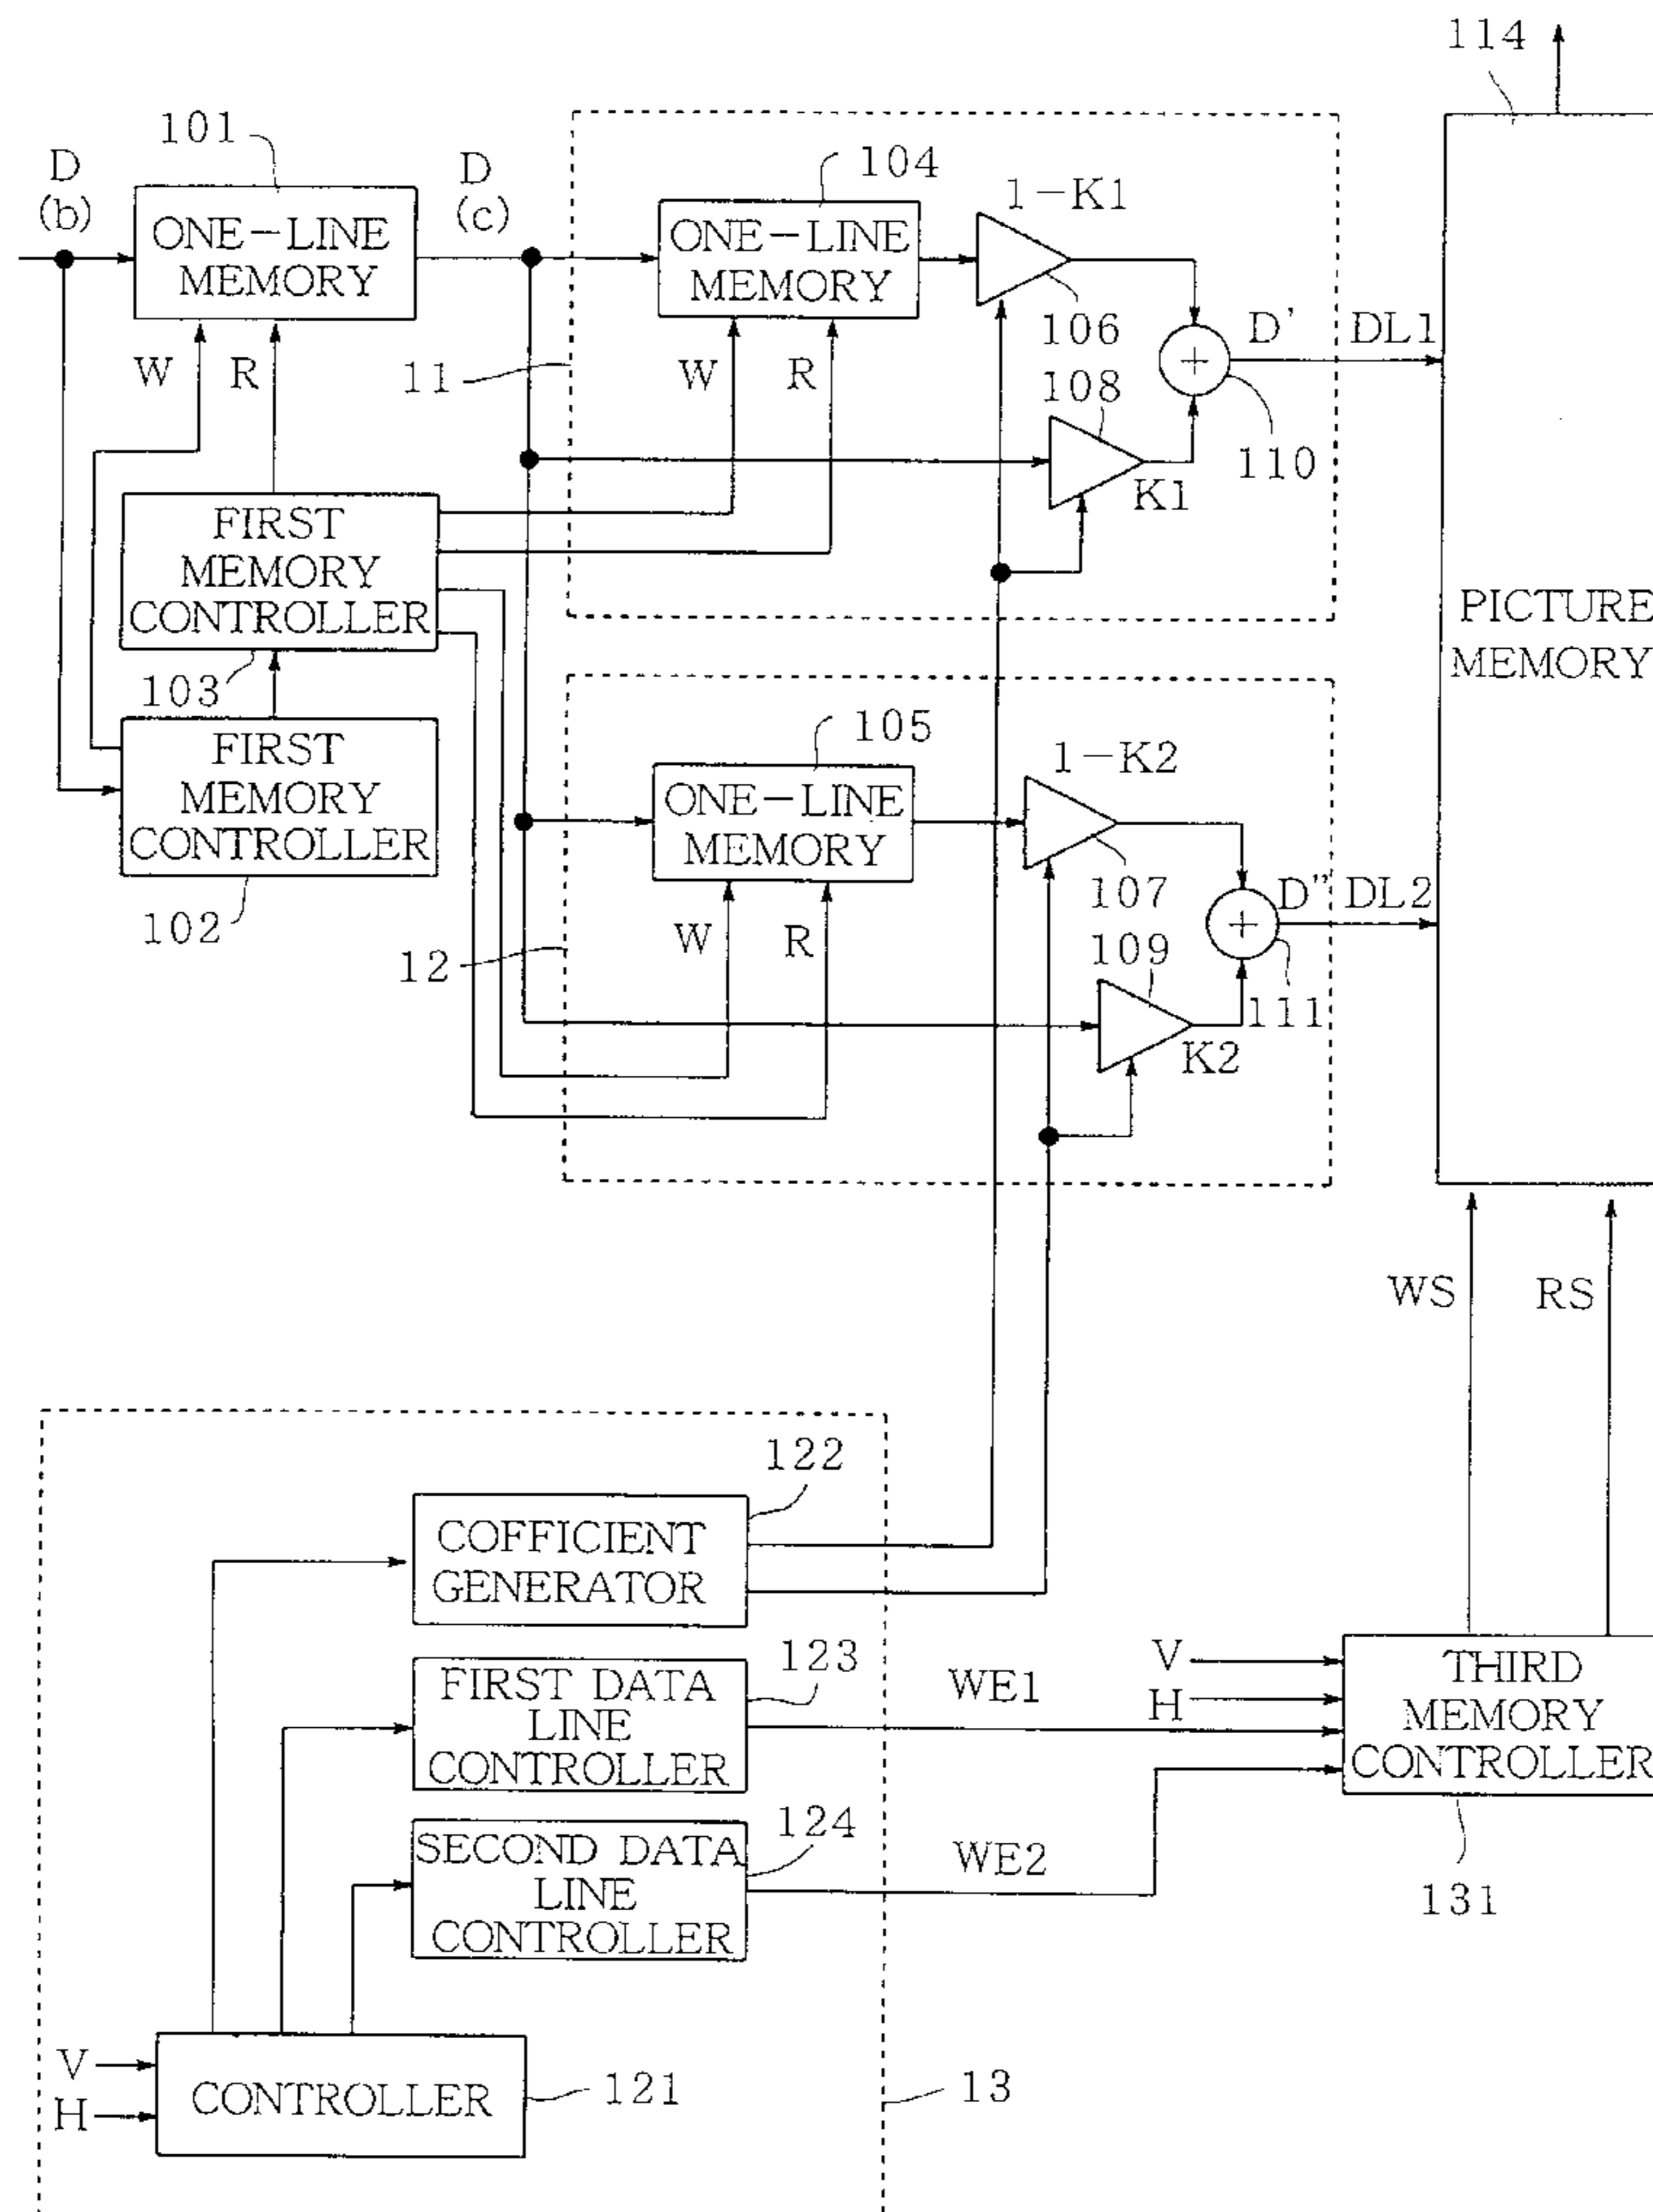 114
101
D
(b)
ONE-LINE
MEMORY
D
(c)
104
ONE-LINE
MEMORY
1-K1
106
D'
DL1
W
R
11
W
R
108
110
K1
FIRST
MEMORY
CONTROLLER
103
PICTURE
MEMORY
FIRST
MEMORY
CONTROLLER
102
105
ONE-LINE
MEMORY
1-K2
107
D"
DL2
W
R
12
109
111
K2
WS
RS
122
COFFICIENT
GENERATOR
123
FIRST DATA
LINE
CONTROLLER
WE1
V
H
THIRD
MEMORY
CONTROLLER
124
SECOND DATA
LINE
CONTROLLER
WE2
131
V
H
CONTROLLER
121
13
+
+